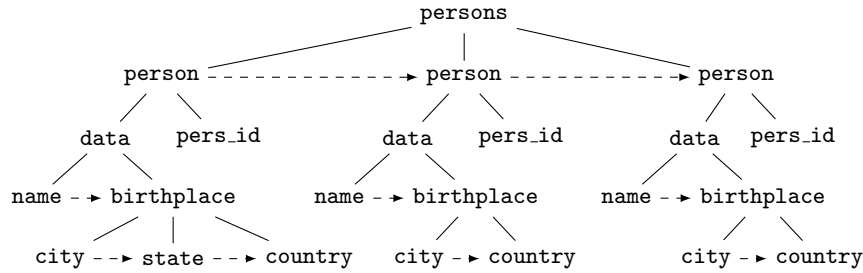 persons
person person person
data pers_id data pers_id data pers_id
name birthplace name birthplace name birthplace
city state country city country city country